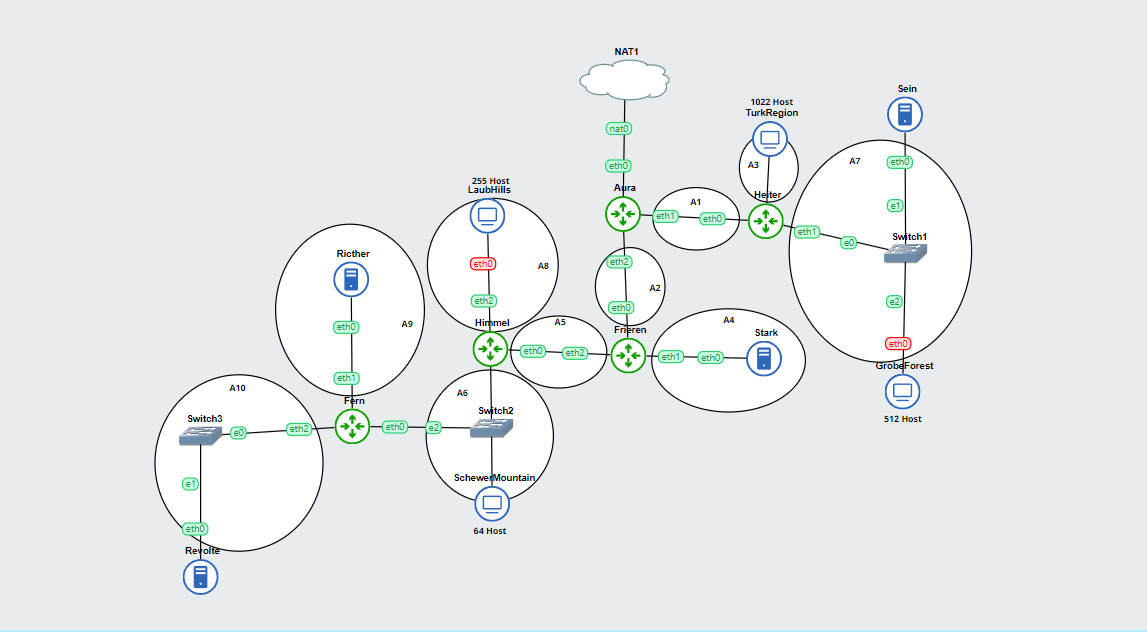 NAT1
nat0
eth0
Aura
eth1
eth0
A1
eth2
eth0
A2
1022 Host
TurkRegion
A3
Heiter
eth1
e0
Sein
A7
eth0
e1
Switch1
e2
eth0
GrobeForest
512 Host
255 Host
LaubHills
eth0
A8
eth2
Himmel
A5
eth0
eth2
Frieren
A4
Stark
eth1
eth0
Ricther
eth0
A9
eth1
Fern
eth0
e2
A6
Switch2
SchewerMountain
64 Host
A10
Switch3
e0
eth2
e1
eth0
Revolte